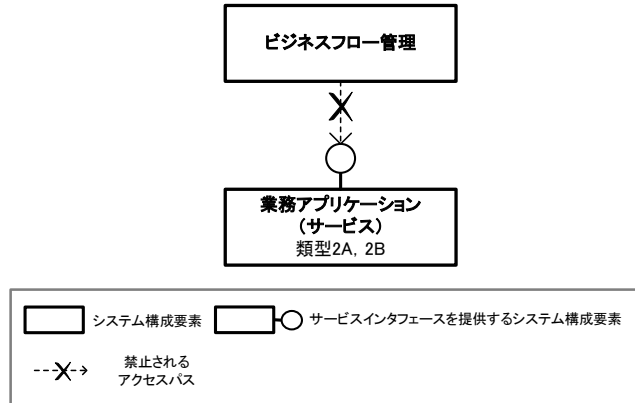 ビジネスフロー管理
業務アプリケーション
(サービス)
類型2A, 2B
システム構成要素
サービスインタフェースを提供するシステム構成要素
禁止される
アクセスパス